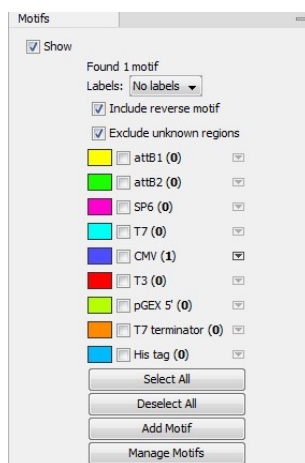 Motifs
Show
Found 1 motif
Labels: No labels
Include reverse motif
Exclude unknown regions
attB1 (0)
attB2 (0)
SP6 (0)
T7 (0)
CMV (1)
T3 (0)
pGEX 5' (0)
T7 terminator (0)
His tag (0)
Select All
Deselect All
Add Motif
Manage Motifs